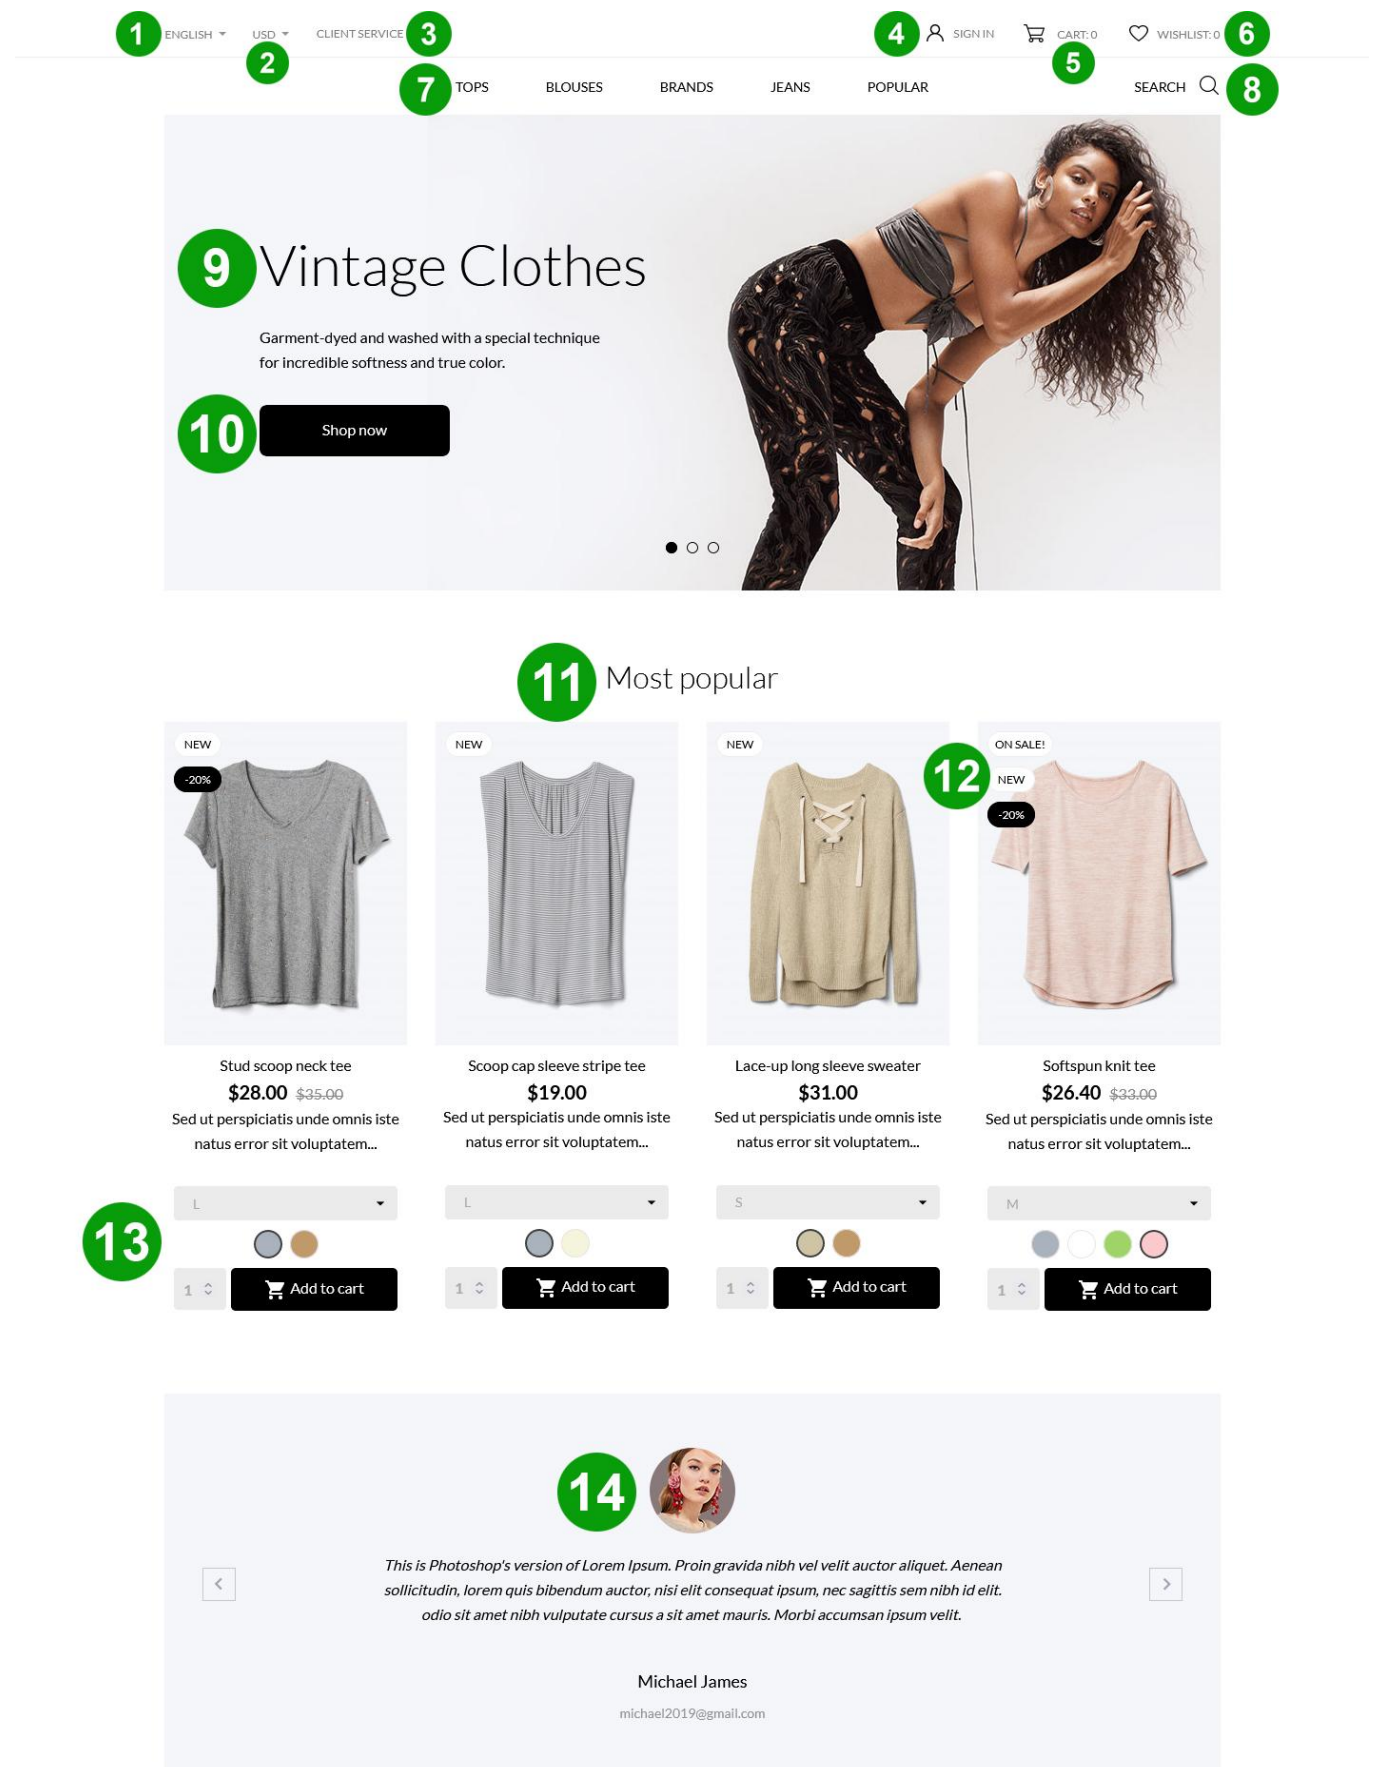 1 ENGLISH USD CLIENT SERVICE 3 4 SIGN IN CART: 0 WISHLIST: 0 6
2 5
7 TOPS BLOUSES BRANDS JEANS POPULAR SEARCH 8
9 Vintage Clothes
Garment-dyed and washed with a special technique
for incredible softness and true color.
10 Shop now
11 Most popular
NEW
-20%
NEW
NEW
12 ON SALE!
NEW
-20%
Stud scoop neck tee
$28.00 $35.00
Sed ut perspiciatis unde omnis iste
natus error sit voluptatem...
Scoop cap sleeve stripe tee
$19.00
Sed ut perspiciatis unde omnis iste
natus error sit voluptatem...
Lace-up long sleeve sweater
$31.00
Sed ut perspiciatis unde omnis iste
natus error sit voluptatem...
Softspun knit tee
$26.40 $33.00
Sed ut perspiciatis unde omnis iste
natus error sit voluptatem...
13
L
1 Add to cart
L
1 Add to cart
S
1 Add to cart
M
1 Add to cart
14
This is Photoshop's version of Lorem Ipsum. Proin gravida nibh vel velit auctor aliquet. Aenean
sollicitudin, lorem quis bibendum auctor, nisi elit consequat ipsum, nec sagittis sem nibh id elit.
odio sit amet nibh vulputate cursus a sit amet mauris. Morbi accumsan ipsum velit.
Michael James
michael2019@gmail.com